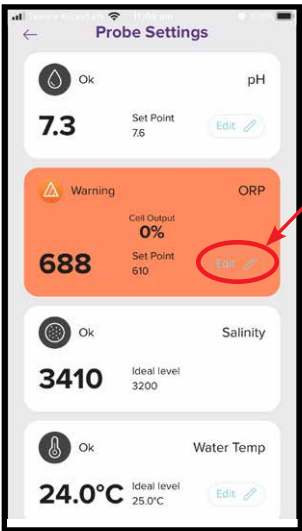 Probe Settings
Ok
pH
7.3
Set Point
7.6
Edit
Warning
ORP
Cell Output
0%
688
Set Point
610
Edit
Ok
Salinity
3410
Ideal level
3200
Ok
Water Temp
24.0°C
Ideal level
25.0°C
Edit